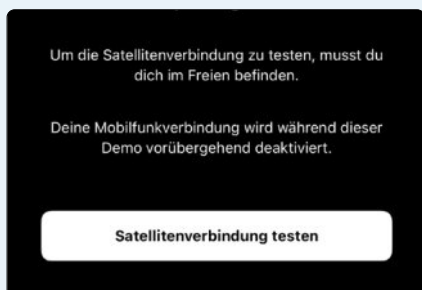 Um die Satellitenverbindung zu testen, musst du
dich im Freien befinden.
Deine Mobilfunkverbindung wird während dieser
Demo vorübergehend deaktiviert.
Satellitenverbindung testen